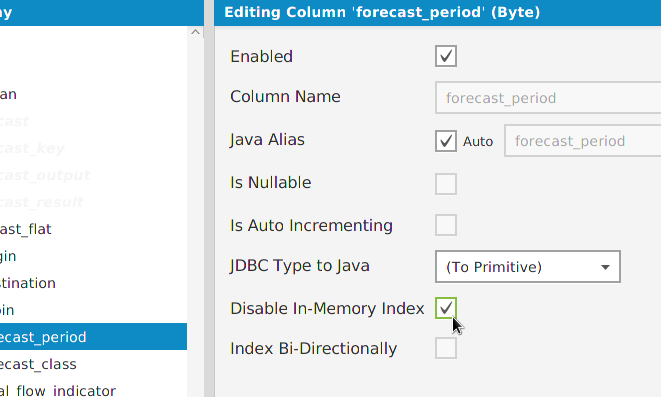 ny
Editing Column 'forecast_period' (Byte)
an
cast
cast_key
cast_output
cast_result
ast_flat
gin
stination
oin
ecast_period
ecast_class
al_flow_indicator
Enabled
Column Name forecast_period
Java Alias Auto forecast_period
Is Nullable
Is Auto Incrementing
JDBC Type to Java (To Primitive)
Disable In-Memory Index
Index Bi-Directionally